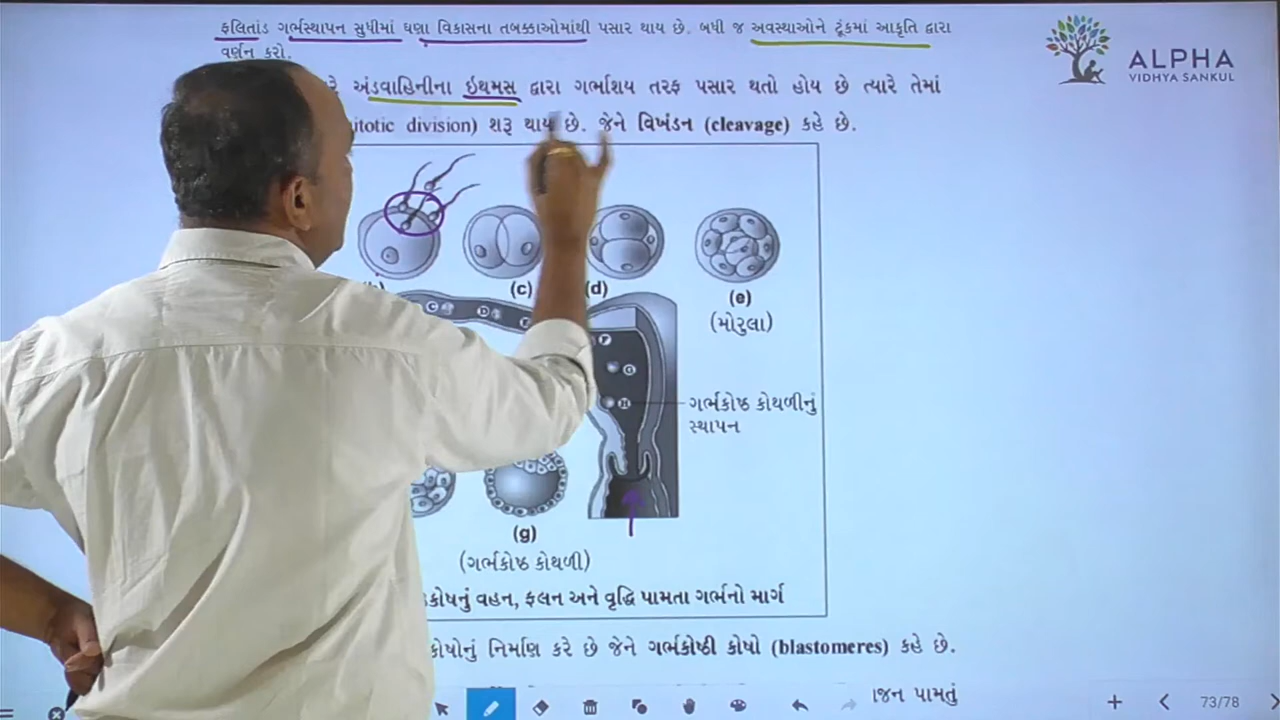 ફલિતાંડ ગર્ભસ્થાપન સુધીમાં ઘણા વિકાસના તબક્કાઓમાંથી પસાર થાય છે. બધી જ અવસ્થાઓને ટૂંકમાં આકૃતિ દ્વારા
વર્ણન કરો.
ALPHA
VIDHYA SANKUL
અંડવાહિનીના ઇથમસ દ્વારા ગર્ભાશય તરફ પસાર થતો હોય છે ત્યારે તેમાં
itotic division) શરૂ થાય છે. જેને વિખંડન (cleavage) કહે છે.
(c)
(d)
(e)
(મોરુલા)
C
D
F
G
H
ગર્ભકોષ્ઠ કોથળીનું
સ્થાપન
(g)
(ગર્ભકોષ્ઠ કોથળી)
કોષનું વહન, ફલન અને વૃદ્ધિ પામતા ગર્ભનો માર્ગ
કોષોનું નિર્માણ કરે છે જેને ગર્ભકોષ્ઠી કોષો (blastomeres) કહે છે.
પામતું
73/78